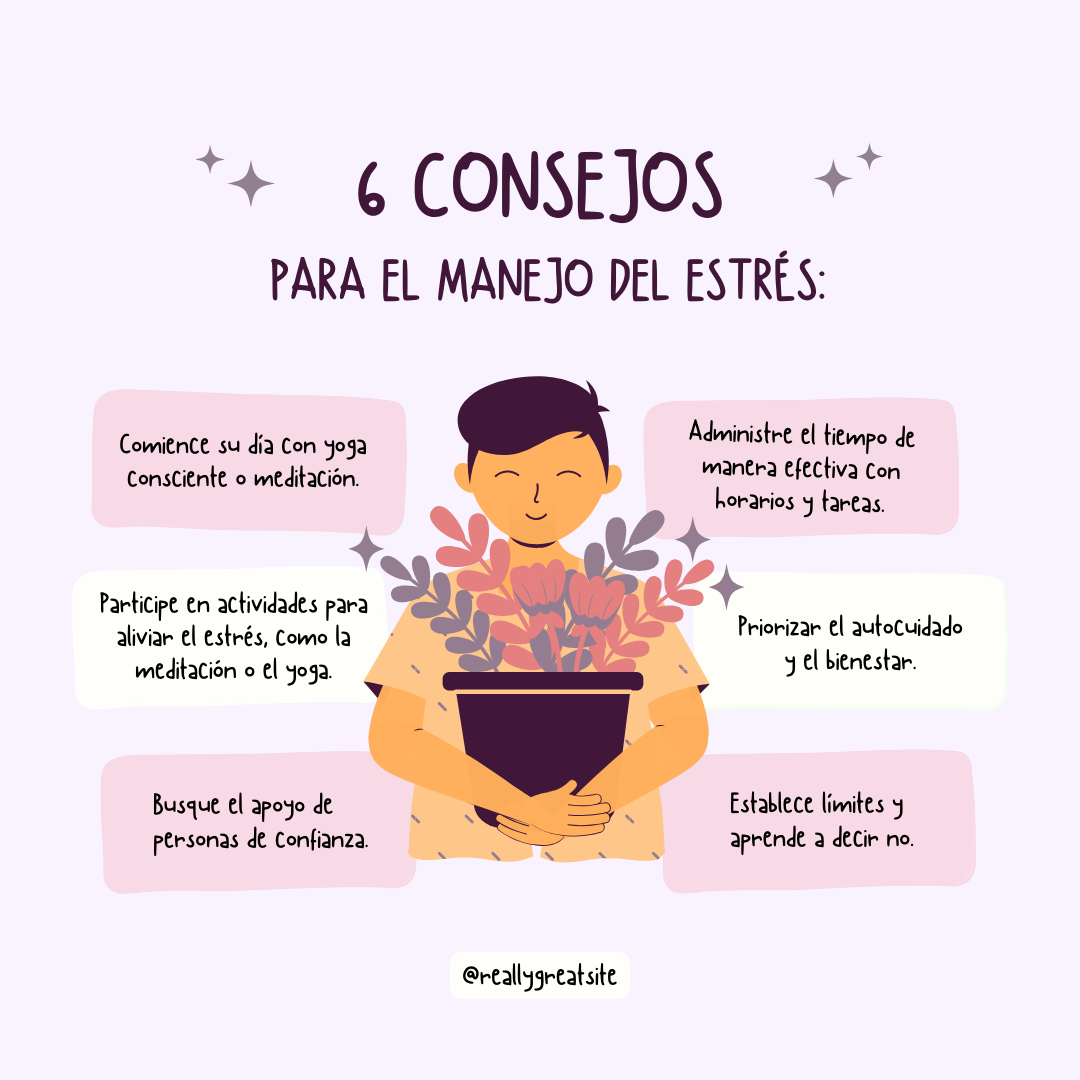 6 CONSEJOS
PARA EL MANEJO DEL ESTRÉS:
Comience su día con yoga
consciente o meditación.
Administre el tiempo de
manera efectiva con
horarios y tareas.
Participe en actividades para
aliviar el estrés, como la
meditación o el yoga.
Priorizar el autocuidado
y el bienestar.
Busque el apoyo de
personas de confianza.
Establece límites y
aprende a decir no.
@reallygreatsite